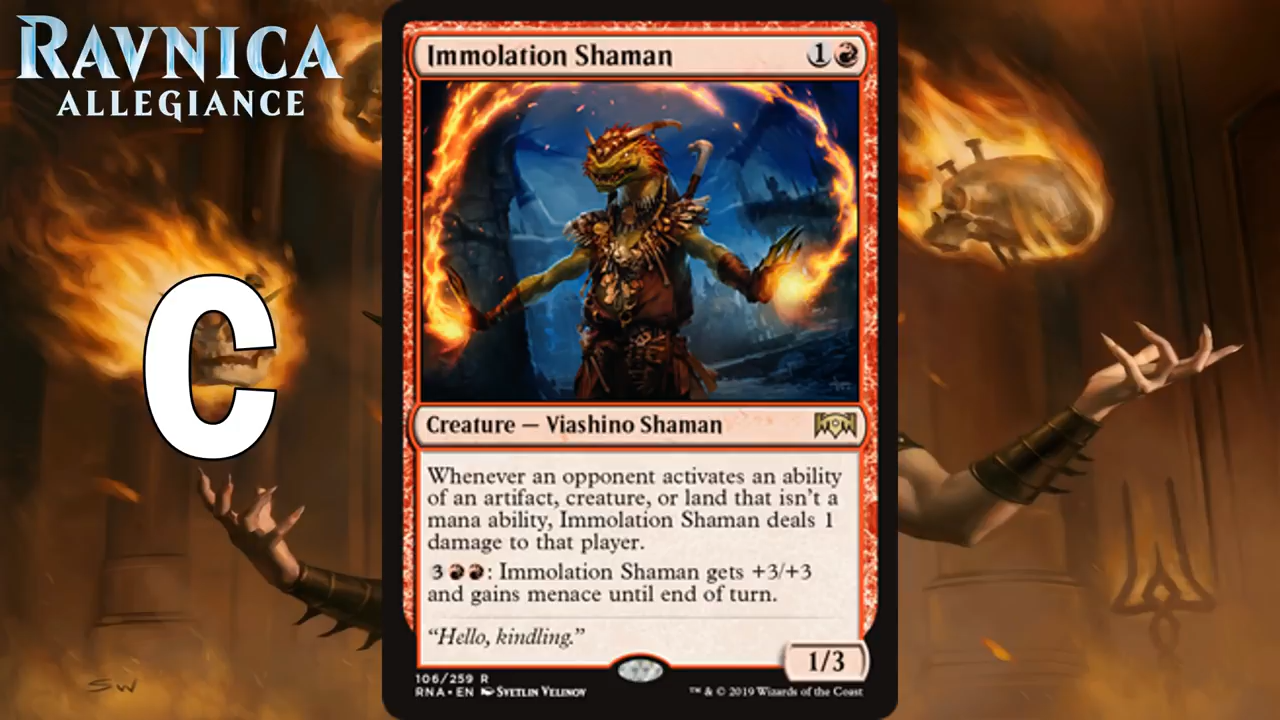 RAVNICA
ALLEGIANCE
C
Immolation Shaman 1
Creature — Viashino Shaman
Whenever an opponent activates an ability
of an artifact, creature, or land that isn't a
mana ability, Immolation Shaman deals 1
damage to that player.
3: Immolation Shaman gets +3/+3
and gains menace until end of turn.
"Hello, kindling."
1/3
106/259 R
RNA • EN SVETLIN VELINOV
™ & © 2019 Wizards of the Coast
SW